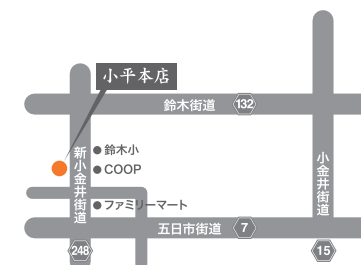 小平本店
鈴木街道 132
新小金井街道
248
鈴木小
COOP
ファミリーマート
小金井街道
15
五日市街道 7